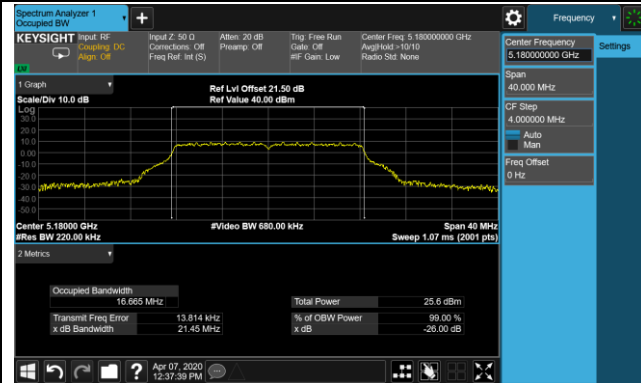 Spectrum Analyzer 1
Occupied BW
Frequency
KEYSIGHT
Input: RF
Coupling: DC
Align: Off
Input Z: 50 Ω
Corrections: Off
Freq Ref: Int (S)
Atten: 20 dB
Preamp: Off
Trig: Free Run
Gate: Off
#IF Gain: Low
Center Freq: 5.180000000 GHz
Avg|Hold >10/10
Radio Std: None
LXI
Center Frequency
5.180000000 GHz
Settings
Span
40.000 MHz
CF Step
4.000000 MHz
Auto
Man
Freq Offset
0 Hz
1 Graph
Scale/Div 10.0 dB
Ref Lvl Offset 21.50 dB
Ref Value 40.00 dBm
Log
30.0
20.0
10.0
0.00
-10.0
-20.0
-30.0
-40.0
-50.0
Center 5.18000 GHz
#Res BW 220.00 kHz
#Video BW 680.00 kHz
Span 40 MHz
Sweep 1.07 ms (2001 pts)
2 Metrics
Occupied Bandwidth
16.665 MHz
Total Power 25.6 dBm
Transmit Freq Error 13.814 kHz
% of OBW Power 99.00 %
x dB Bandwidth 21.45 MHz
x dB -26.00 dB
?
Apr 07, 2020
12:37:39 PM